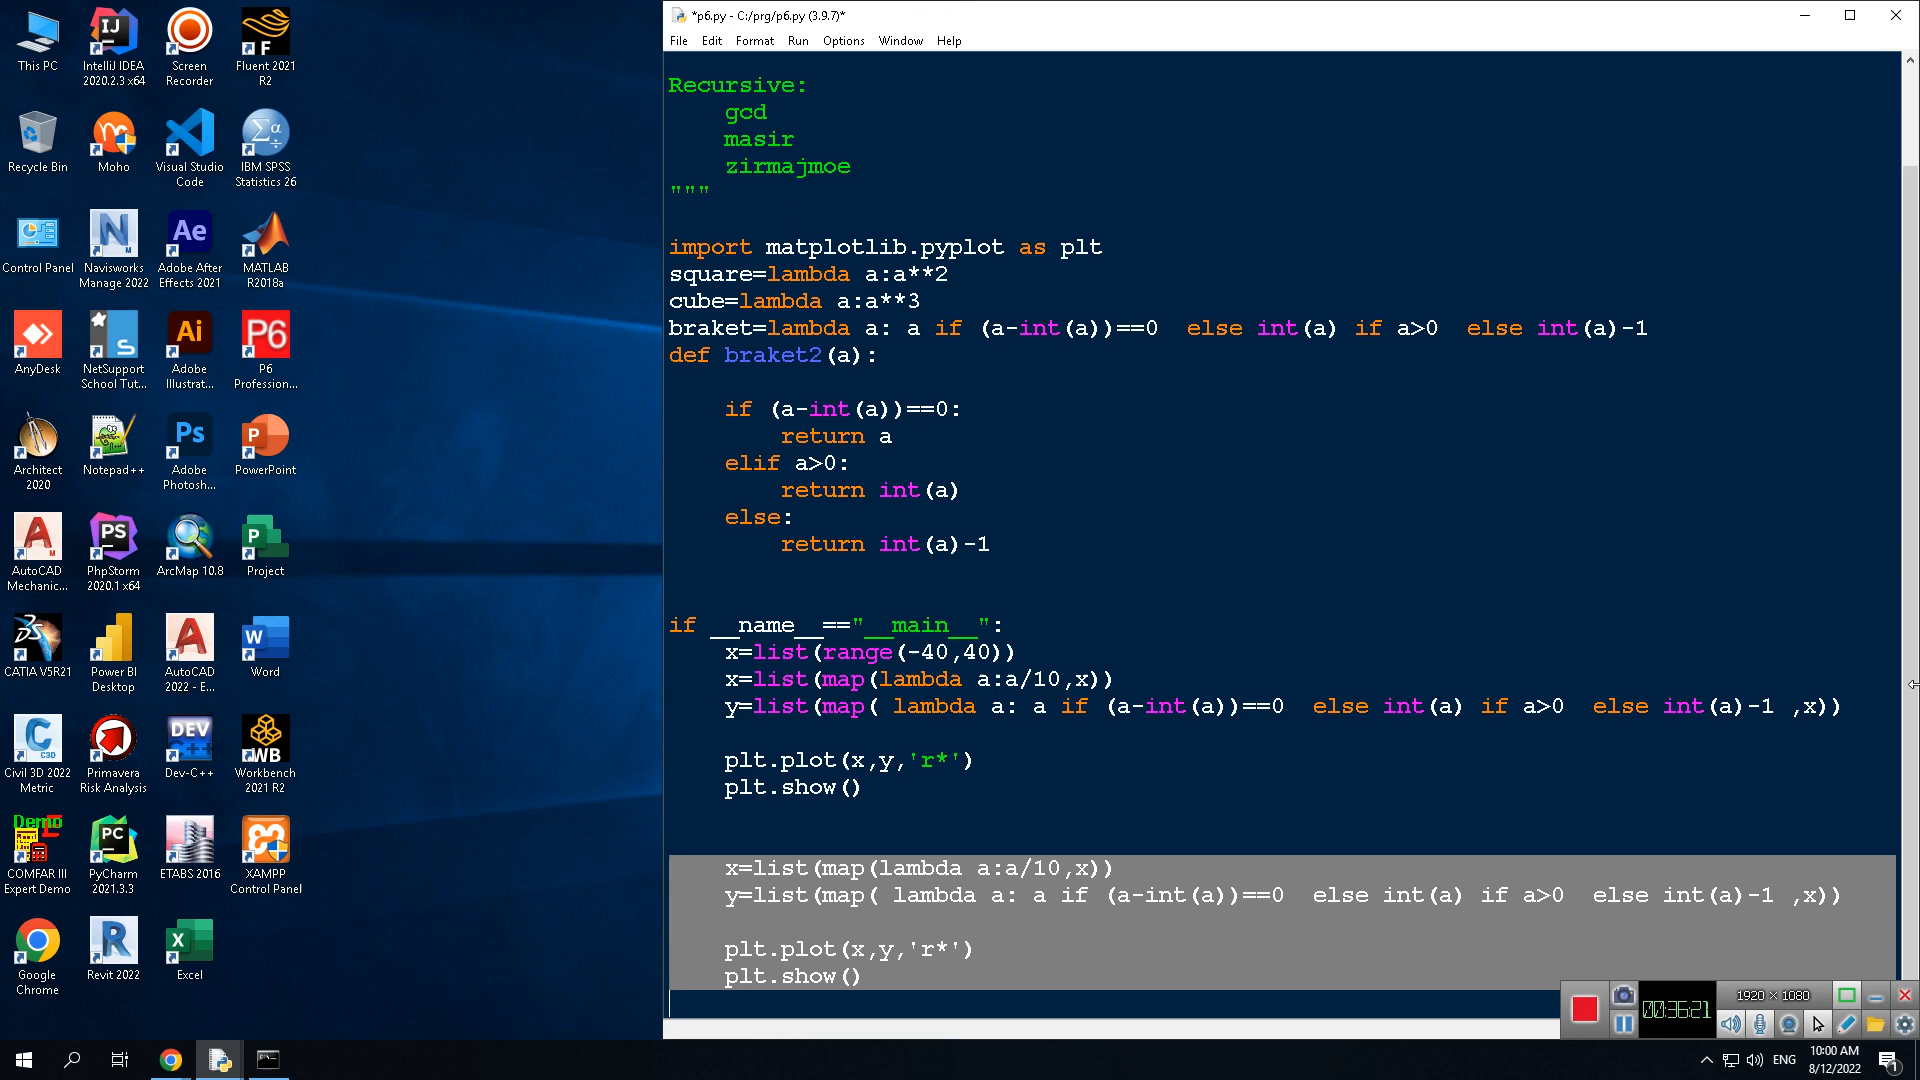 *p6.py - C:/prg/p6.py (3.9.7)*
File Edit Format Run Options Window Help
Recursive:
    gcd
    masir
    zirmajmoe
"""
import matplotlib.pyplot as plt
square=lambda a:a**2
cube=lambda a:a**3
braket=lambda a: a if (a-int(a))==0  else int(a) if a>0  else int(a)-1
def braket2(a):
    if (a-int(a))==0:
        return a
    elif a>0:
        return int(a)
    else:
        return int(a)-1
if __name__=="__main__":
    x=list(range(-40,40))
    x=list(map(lambda a:a/10,x))
    y=list(map( lambda a: a if (a-int(a))==0  else int(a) if a>0  else int(a)-1 ,x))
    plt.plot(x,y,'r*')
    plt.show()
    x=list(map(lambda a:a/10,x))
    y=list(map( lambda a: a if (a-int(a))==0  else int(a) if a>0  else int(a)-1 ,x))
    plt.plot(x,y,'r*')
    plt.show()
This PC
IntelliJ IDEA
2020.2.3 x64
Screen
Recorder
Fluent 2021
R2
Recycle Bin
Moho
Visual Studio
Code
IBM SPSS
Statistics 26
Control Panel
Navisworks
Manage 2022
Adobe After
Effects 2021
MATLAB
R2018a
AnyDesk
NetSupport
School Tut...
Adobe
Illustrat...
P6
Profession...
Architect
2020
Notepad++
Adobe
Photosh...
PowerPoint
AutoCAD
Mechanic...
PhpStorm
2020.1 x64
ArcMap 10.8
Project
CATIA V5R21
Power BI
Desktop
AutoCAD
2022 - E...
Word
Civil 3D 2022
Metric
Primavera
Risk Analysis
Dev-C++
Workbench
2021 R2
COMFAR III
Expert Demo
PyCharm
2021.3.3
ETABS 2016
XAMPP
Control Panel
Google
Chrome
Revit 2022
Excel
00:36:21
1920 × 1080
ENG
10:00 AM
8/12/2022
1